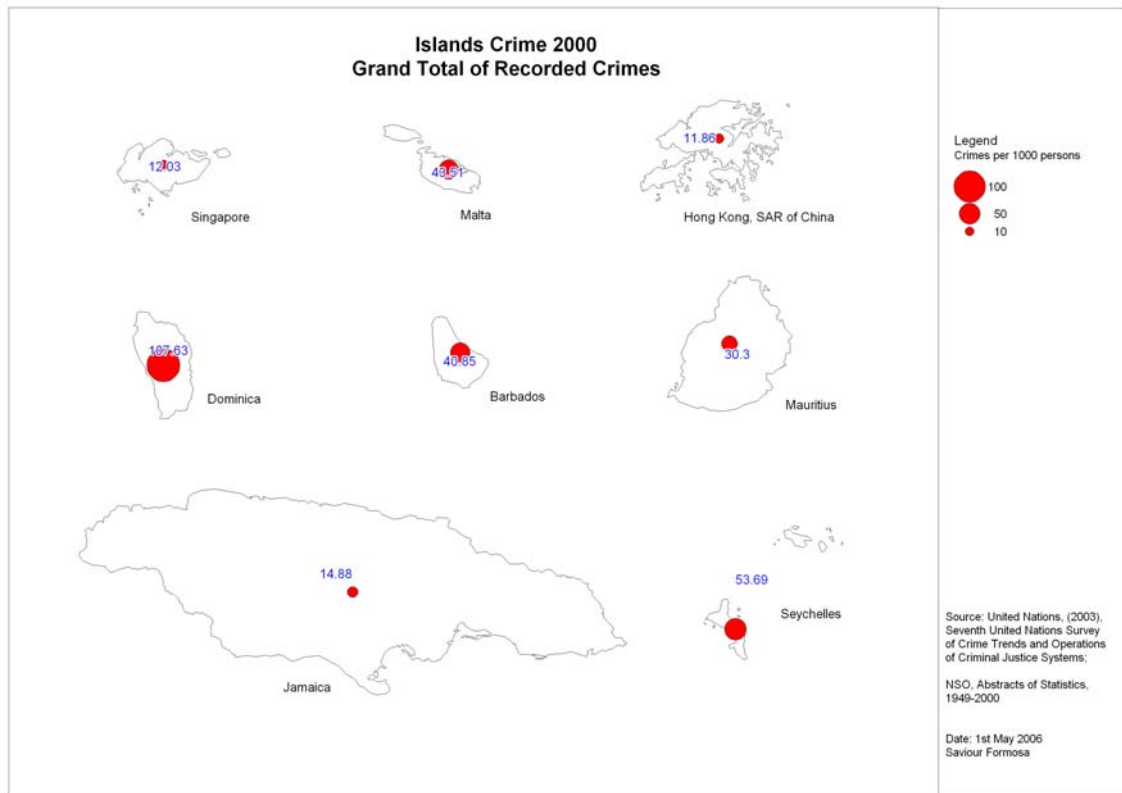 Islands Crime 2000
Grand Total of Recorded Crimes
12.03
Singapore
43.51
Malta
11.86
Hong Kong, SAR of China
107.63
Dominica
40.85
Barbados
30.3
Mauritius
14.88
Jamaica
53.69
Seychelles
Legend
Crimes per 1000 persons
100
50
10
Source: United Nations, (2003),
Seventh United Nations Survey
of Crime Trends and Operations
of Criminal Justice Systems;
NSO, Abstracts of Statistics,
1949-2000
Date: 1st May 2006
Saviour Formosa